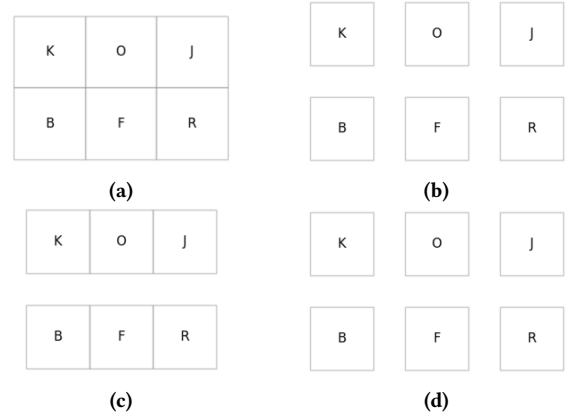 K O J
B F R
(a)
K O J
B F R
(b)
K O J
B F R
(c)
K O J
B F R
(d)